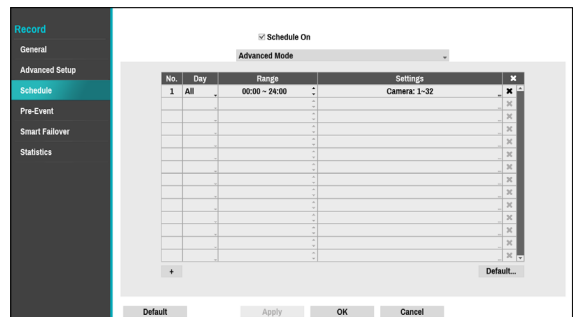 Record
General
Advanced Setup
Schedule
Pre-Event
Smart Failover
Statistics
Schedule On
Advanced Mode
No. Day Range Settings
1 All 00:00 ~ 24:00 Camera: 1~32
+ Default...
Default Apply OK Cancel